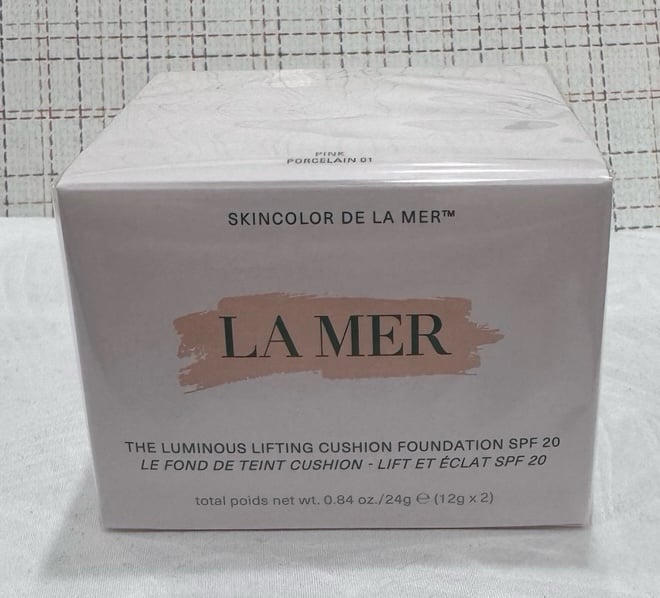 PINK
PORCELAIN 01
SKINCOLOR DE LA MER™
LA MER
THE LUMINOUS LIFTING CUSHION FOUNDATION SPF 20
LE FOND DE TEINT CUSHION - LIFT ET ÉCLAT SPF 20
total poids net wt. 0.84 oz./24g ℮ (12g x 2)